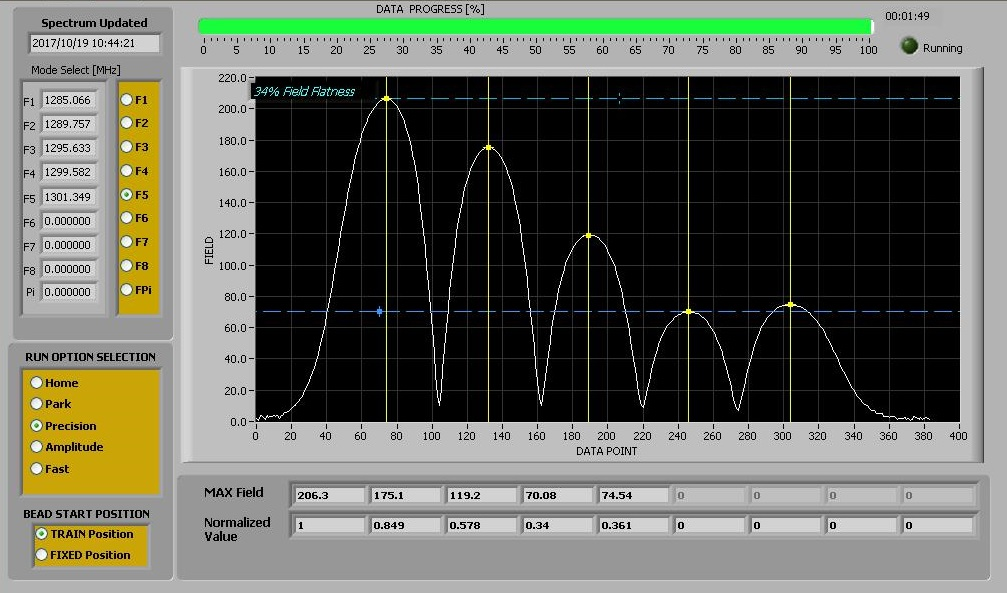 DATA PROGRESS [%]
00:01:49
0 5 10 15 20 25 30 35 40 45 50 55 60 65 70 75 80 85 90 95 100
Running
Spectrum Updated
2017/10/19 10:44:21
Mode Select [MHz]
F1 1285.066 F1
F2 1289.757 F2
F3 1295.633 F3
F4 1299.582 F4
F5 1301.349 F5
F6 0.000000 F6
F7 0.000000 F7
F8 0.000000 F8
Pi 0.000000 FPi
RUN OPTION SELECTION
Home
Park
Precision
Amplitude
Fast
BEAD START POSITION
TRAIN Position
FIXED Position
34% Field Flatness
FIELD
220.0
200.0
180.0
160.0
140.0
120.0
100.0
80.0
60.0
40.0
20.0
0.0
0 20 40 60 80 100 120 140 160 180 200 220 240 260 280 300 320 340 360 380 400
DATA POINT
MAX Field 206.3 175.1 119.2 70.08 74.54 0 0 0 0
Normalized
Value
1 0.849 0.578 0.34 0.361 0 0 0 0